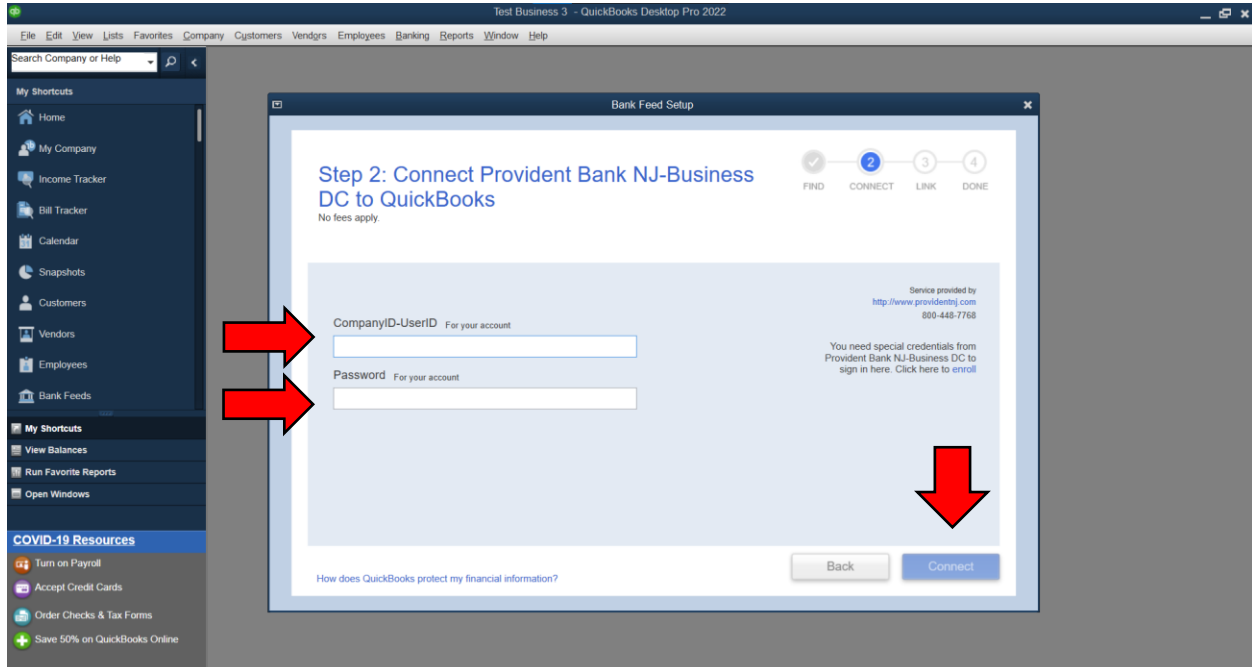 Test Business 3 - QuickBooks Desktop Pro 2022
File Edit View Lists Favorites Company Customers Vendors Employees Banking Reports Window Help
Search Company or Help
My Shortcuts
Home
My Company
Income Tracker
Bill Tracker
Calendar
Snapshots
Customers
Vendors
Employees
Bank Feeds
My Shortcuts
View Balances
Run Favorite Reports
Open Windows
COVID-19 Resources
Turn on Payroll
Accept Credit Cards
Order Checks & Tax Forms
Save 50% on QuickBooks Online
Bank Feed Setup
Step 2: Connect Provident Bank NJ-Business
DC to QuickBooks
No fees apply.
2 3 4
FIND CONNECT LINK DONE
CompanyID-UserID For your account
Password For your account
Service provided by
http://www.providentnj.com
800-448-7768
You need special credentials from
Provident Bank NJ-Business DC to
sign in here. Click here to enroll
How does QuickBooks protect my financial information?
Back Connect